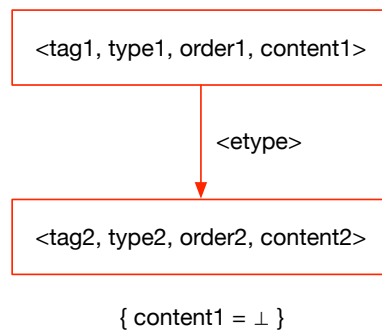 <tag1, type1, order1, content1>
<etype>
<tag2, type2, order2, content2>
{ content1 = ⊥ }